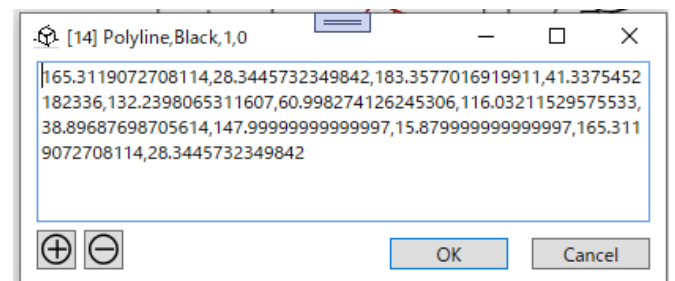 [14] Polyline,Black,1,0
165.3119072708114,28.3445732349842,183.3577016919911,41.3375452
182336,132.2398065311607,60.998274126245306,116.03211529575533,
38.89687698705614,147.99999999999997,15.879999999999997,165.311
9072708114,28.3445732349842
OK
Cancel